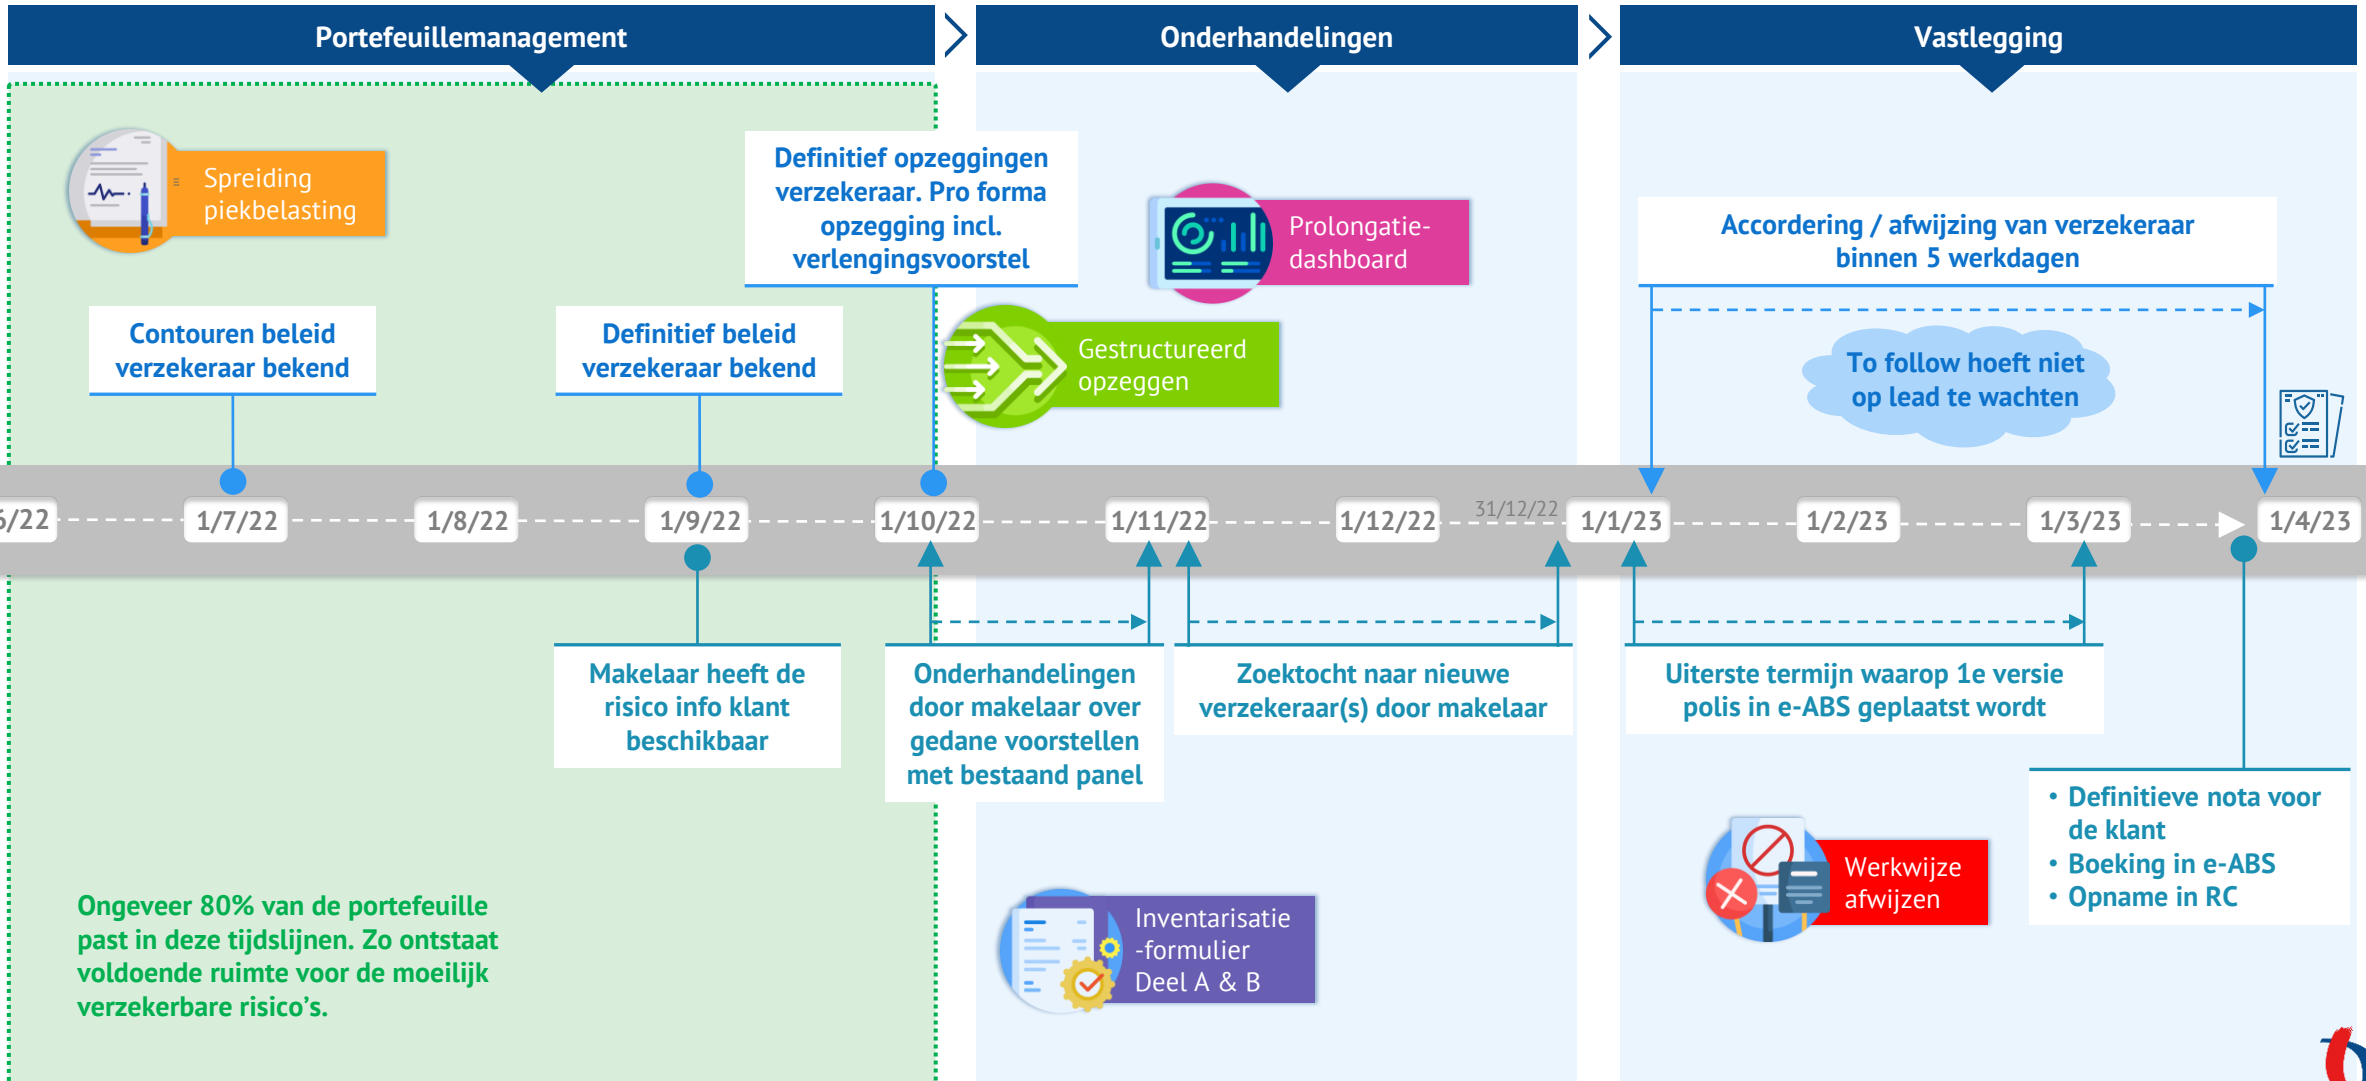 Portefeuillemanagement
Onderhandelingen
Vastlegging
Spreiding
piekbelasting
Definitief opzeggingen
verzekeraar. Pro forma
opzegging incl.
verlengingsvoorstel
Prolongatie-
dashboard
Accordering / afwijzing van verzekeraar
binnen 5 werkdagen
Contouren beleid
verzekeraar bekend
Definitief beleid
verzekeraar bekend
Gestructureerd
opzeggen
To follow hoeft niet
op lead te wachten
6/22
1/7/22
1/8/22
1/9/22
1/10/22
1/11/22
1/12/22
31/12/22
1/1/23
1/2/23
1/3/23
1/4/23
Makelaar heeft de
risico info klant
beschikbaar
Onderhandelingen
door makelaar over
gedane voorstellen
met bestaand panel
Zoektocht naar nieuwe
verzekeraar(s) door makelaar
Uiterste termijn waarop 1e versie
polis in e-ABS geplaatst wordt
• Definitieve nota voor
de klant
• Boeking in e-ABS
• Opname in RC
Werkwijze
afwijzen
Ongeveer 80% van de portefeuille
past in deze tijdslijnen. Zo ontstaat
voldoende ruimte voor de moeilijk
verzekerbare risico's.
Inventarisatie
-formulier
Deel A & B